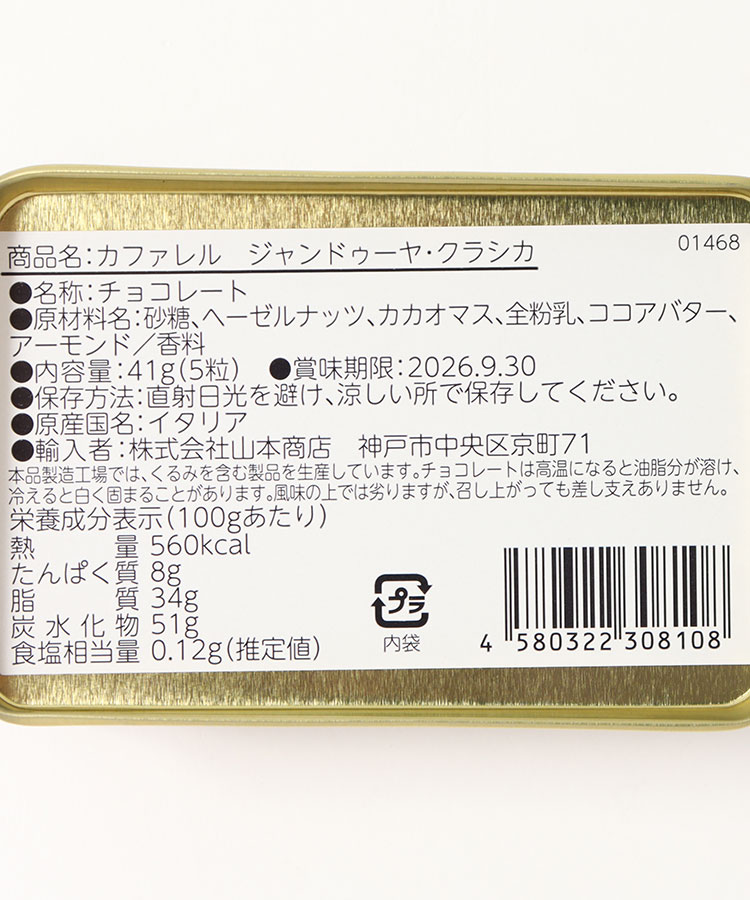 商品名:カファレル ジャンドゥーヤ・クラシカ
01468
●名称:チョコレート
●原材料名:砂糖、ヘーゼルナッツ、カカオマス、全粉乳、ココアバター、
アーモンド/香料
●内容量:41g(5粒) ●賞味期限:2026.9.30
●保存方法:直射日光を避け、涼しい所で保存してください。
●原産国名:イタリア
●輸入者:株式会社山本商店 神戸市中央区京町71
本品製造工場では、くるみを含む製品を生産しています。チョコレートは高温になると油脂分が溶け、
冷えると白く固まることがあります。風味の上では劣りますが、召し上がっても差し支えありません。
栄養成分表示(100gあたり)
熱量 560kcal
たんぱく質 8g
脂質 34g
炭水化物 51g
食塩相当量 0.12g(推定値)
プラ
内袋
4 580322 308108